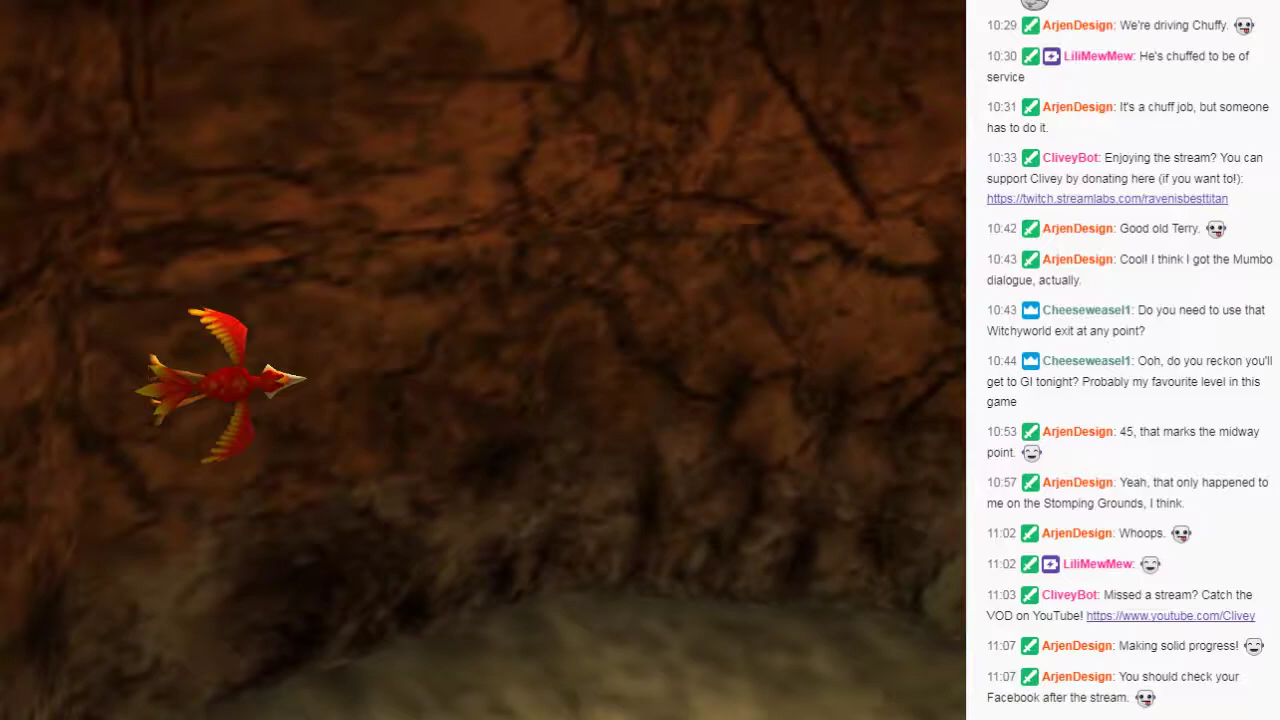 10:29 ArjenDesign: We're driving Chuffy.
10:30 LiliMewMew: He's chuffed to be of
service
10:31 ArjenDesign: It's a chuff job, but someone
has to do it.
10:33 CliveyBot: Enjoying the stream? You can
support Clivey by donating here (if you want to!):
https://twitch.streamlabs.com/ravenisbesttitan
10:42 ArjenDesign: Good old Terry.
10:43 ArjenDesign: Cool! I think I got the Mumbo
dialogue, actually.
10:43 Cheeseweasel1: Do you need to use that
Witchyworld exit at any point?
10:44 Cheeseweasel1: Ooh, do you reckon you'll
get to GI tonight? Probably my favourite level in this
game
10:53 ArjenDesign: 45, that marks the midway
point.
10:57 ArjenDesign: Yeah, that only happened to
me on the Stomping Grounds, I think.
11:02 ArjenDesign: Whoops.
11:02 LiliMewMew:
11:03 CliveyBot: Missed a stream? Catch the
VOD on YouTube! https://www.youtube.com/Clivey
11:07 ArjenDesign: Making solid progress!
11:07 ArjenDesign: You should check your
Facebook after the stream.